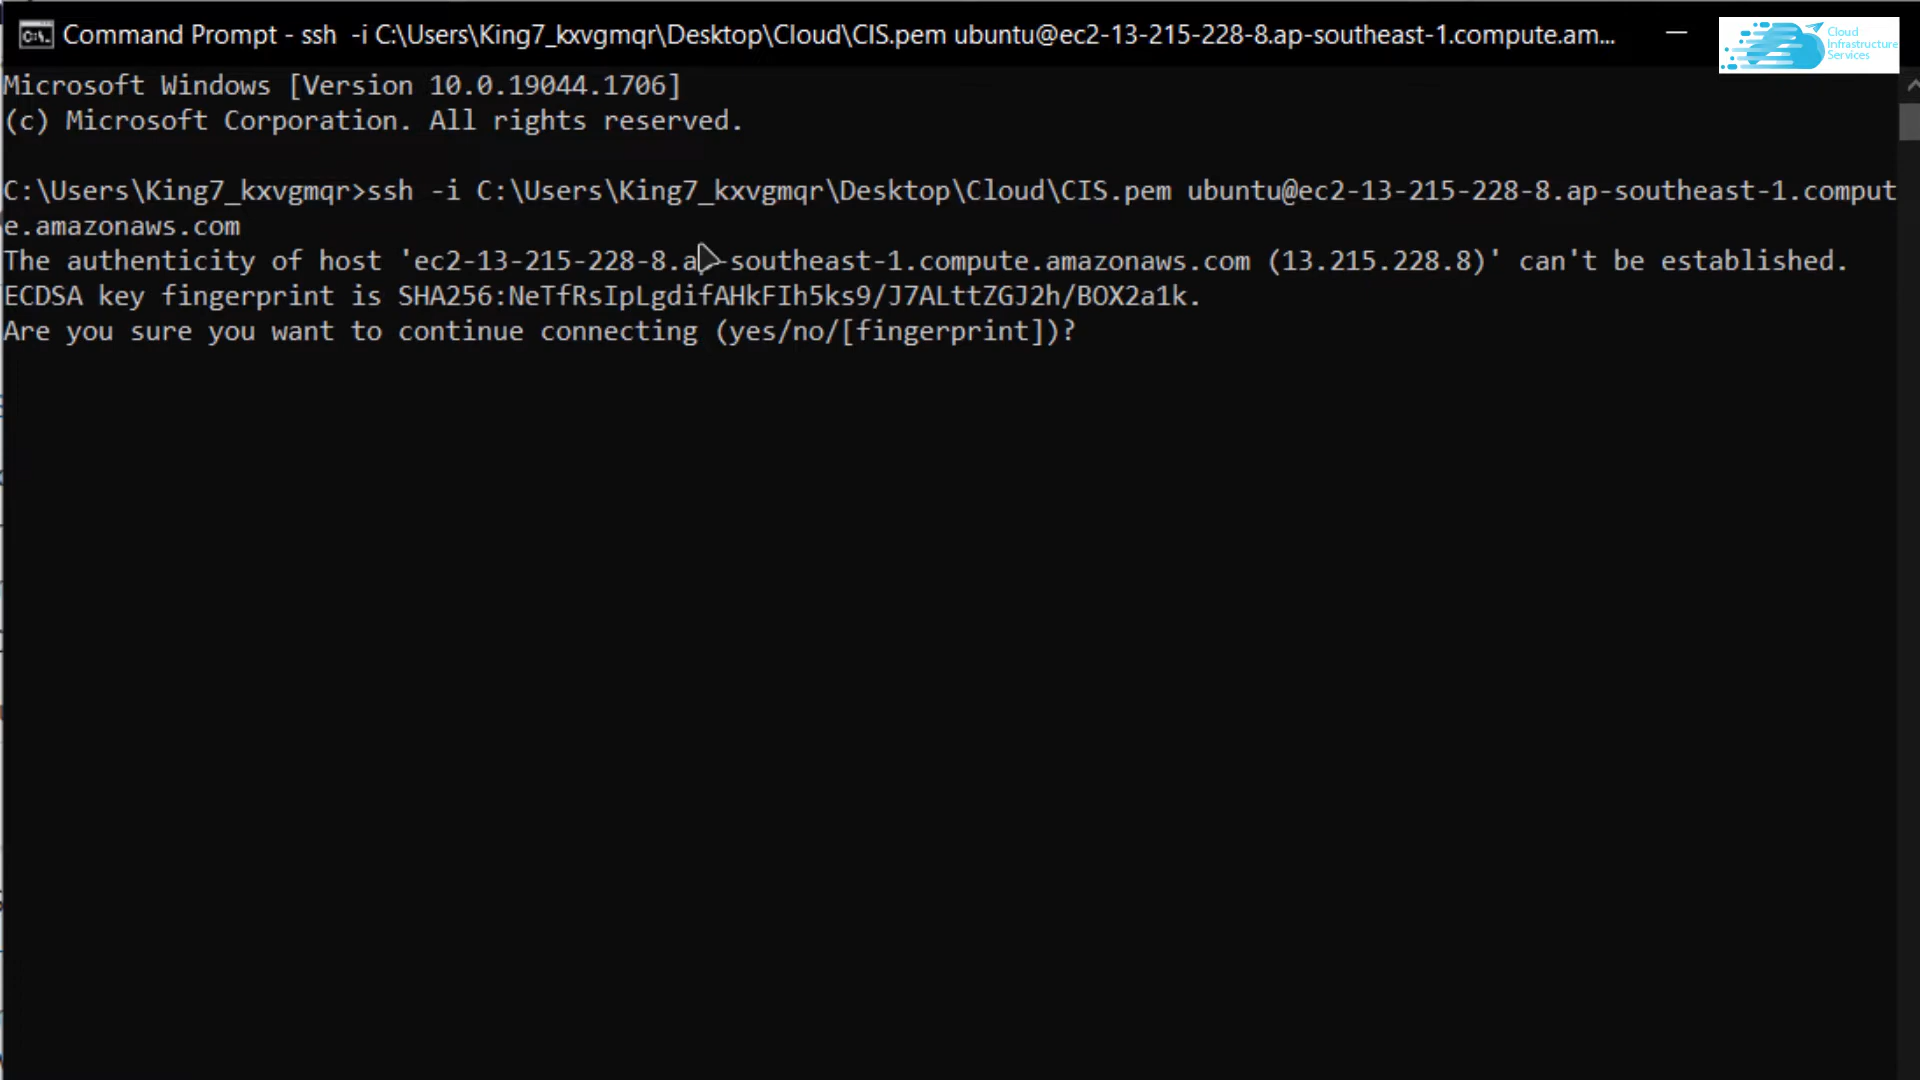 Command Prompt - ssh  -i C:\Users\King7_kxvgmqr\Desktop\Cloud\CIS.pem ubuntu@ec2-13-215-228-8.ap-southeast-1.compute.am...
Cloud
Infrastructure
Services
Microsoft Windows [Version 10.0.19044.1706]
(c) Microsoft Corporation. All rights reserved.
C:\Users\King7_kxvgmqr>ssh -i C:\Users\King7_kxvgmqr\Desktop\Cloud\CIS.pem ubuntu@ec2-13-215-228-8.ap-southeast-1.comput
e.amazonaws.com
The authenticity of host 'ec2-13-215-228-8.ap-southeast-1.compute.amazonaws.com (13.215.228.8)' can't be established.
ECDSA key fingerprint is SHA256:NeTfRsIpLgdifAHkFIh5ks9/J7ALttZGJ2h/BOX2a1k.
Are you sure you want to continue connecting (yes/no/[fingerprint])?